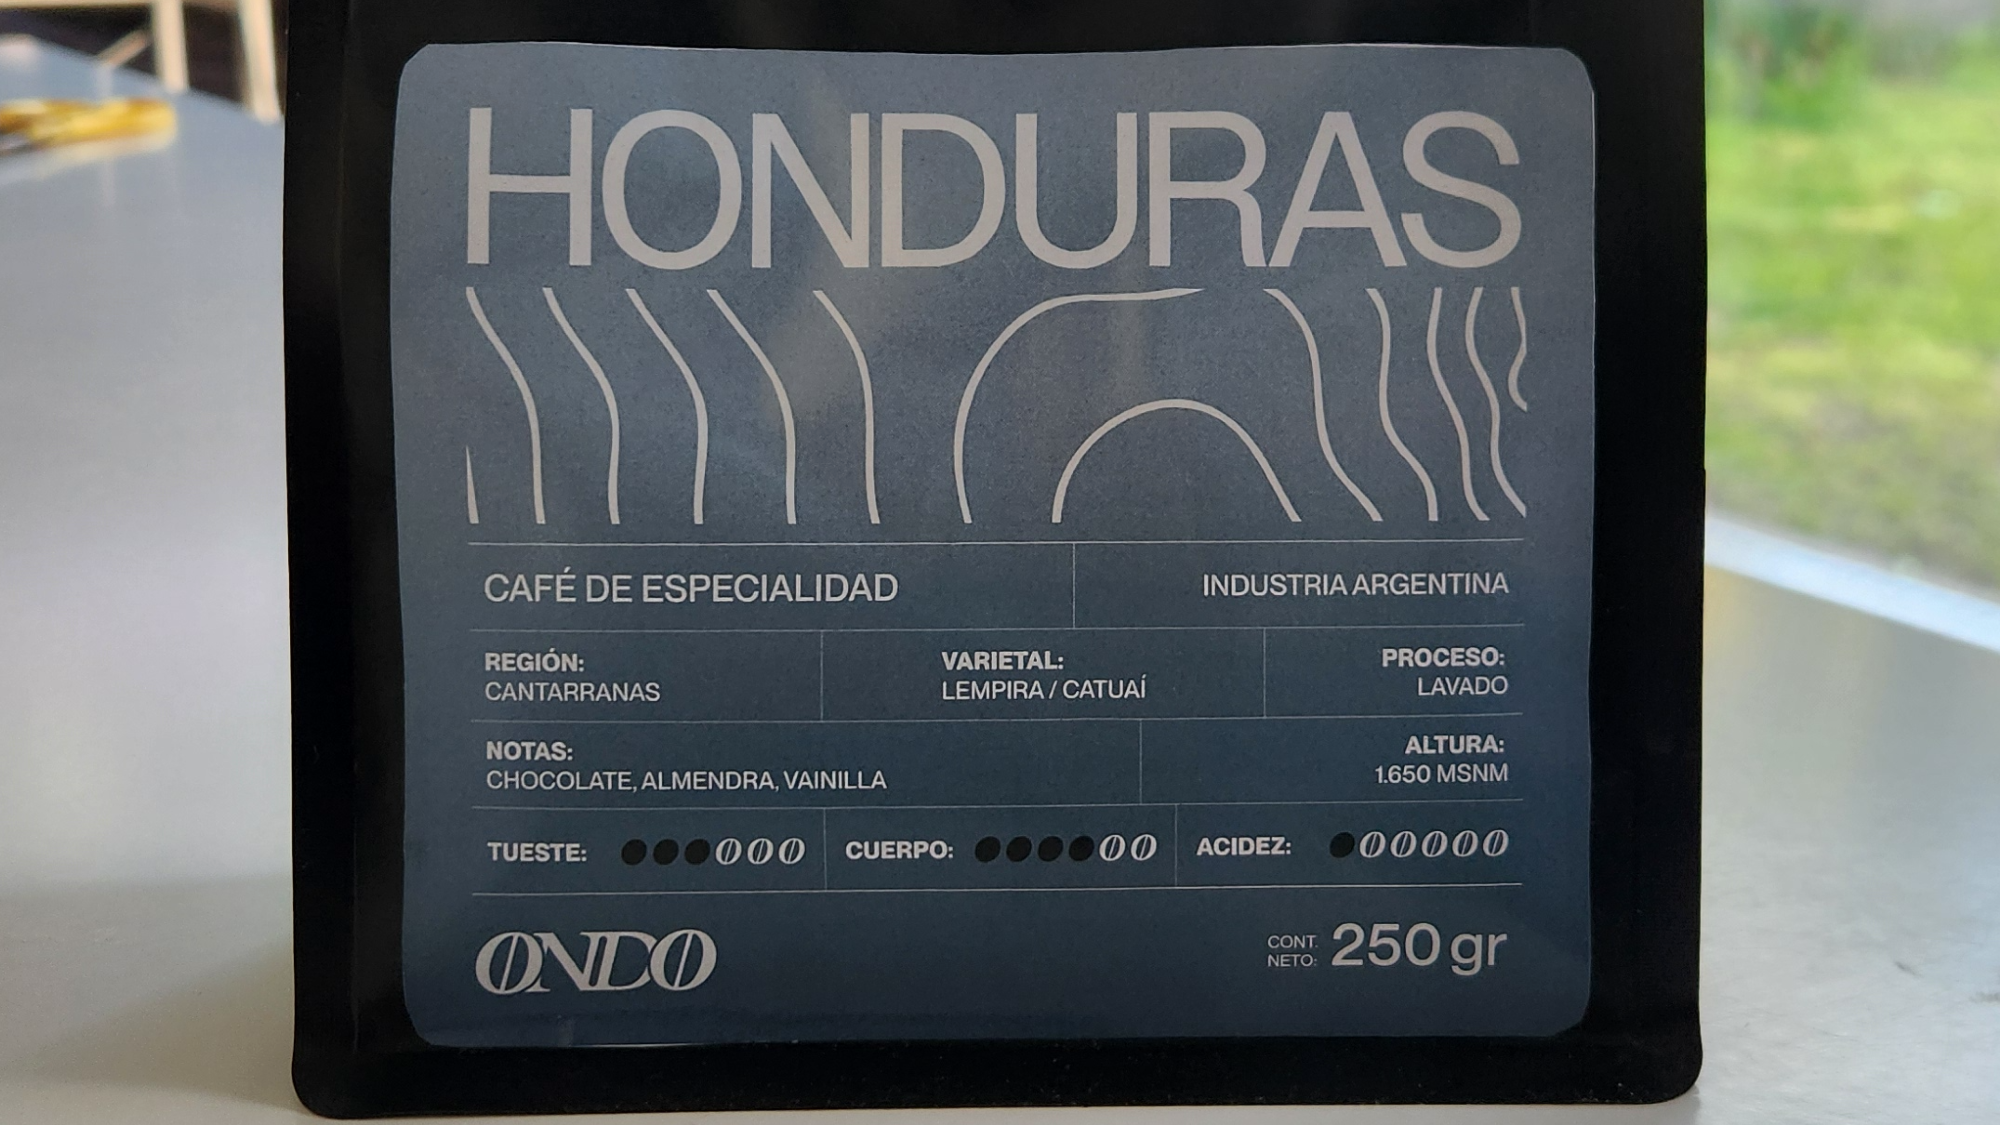 HONDURAS
CAFÉ DE ESPECIALIDAD
INDUSTRIA ARGENTINA
REGIÓN:
CANTARRANAS
VARIETAL:
LEMPIRA / CATUAÍ
PROCESO:
LAVADO
NOTAS:
CHOCOLATE, ALMENDRA, VAINILLA
ALTURA:
1.650 MSNM
TUESTE:
CUERPO:
ACIDEZ:
ONDO
CONT.
NETO:
250 gr